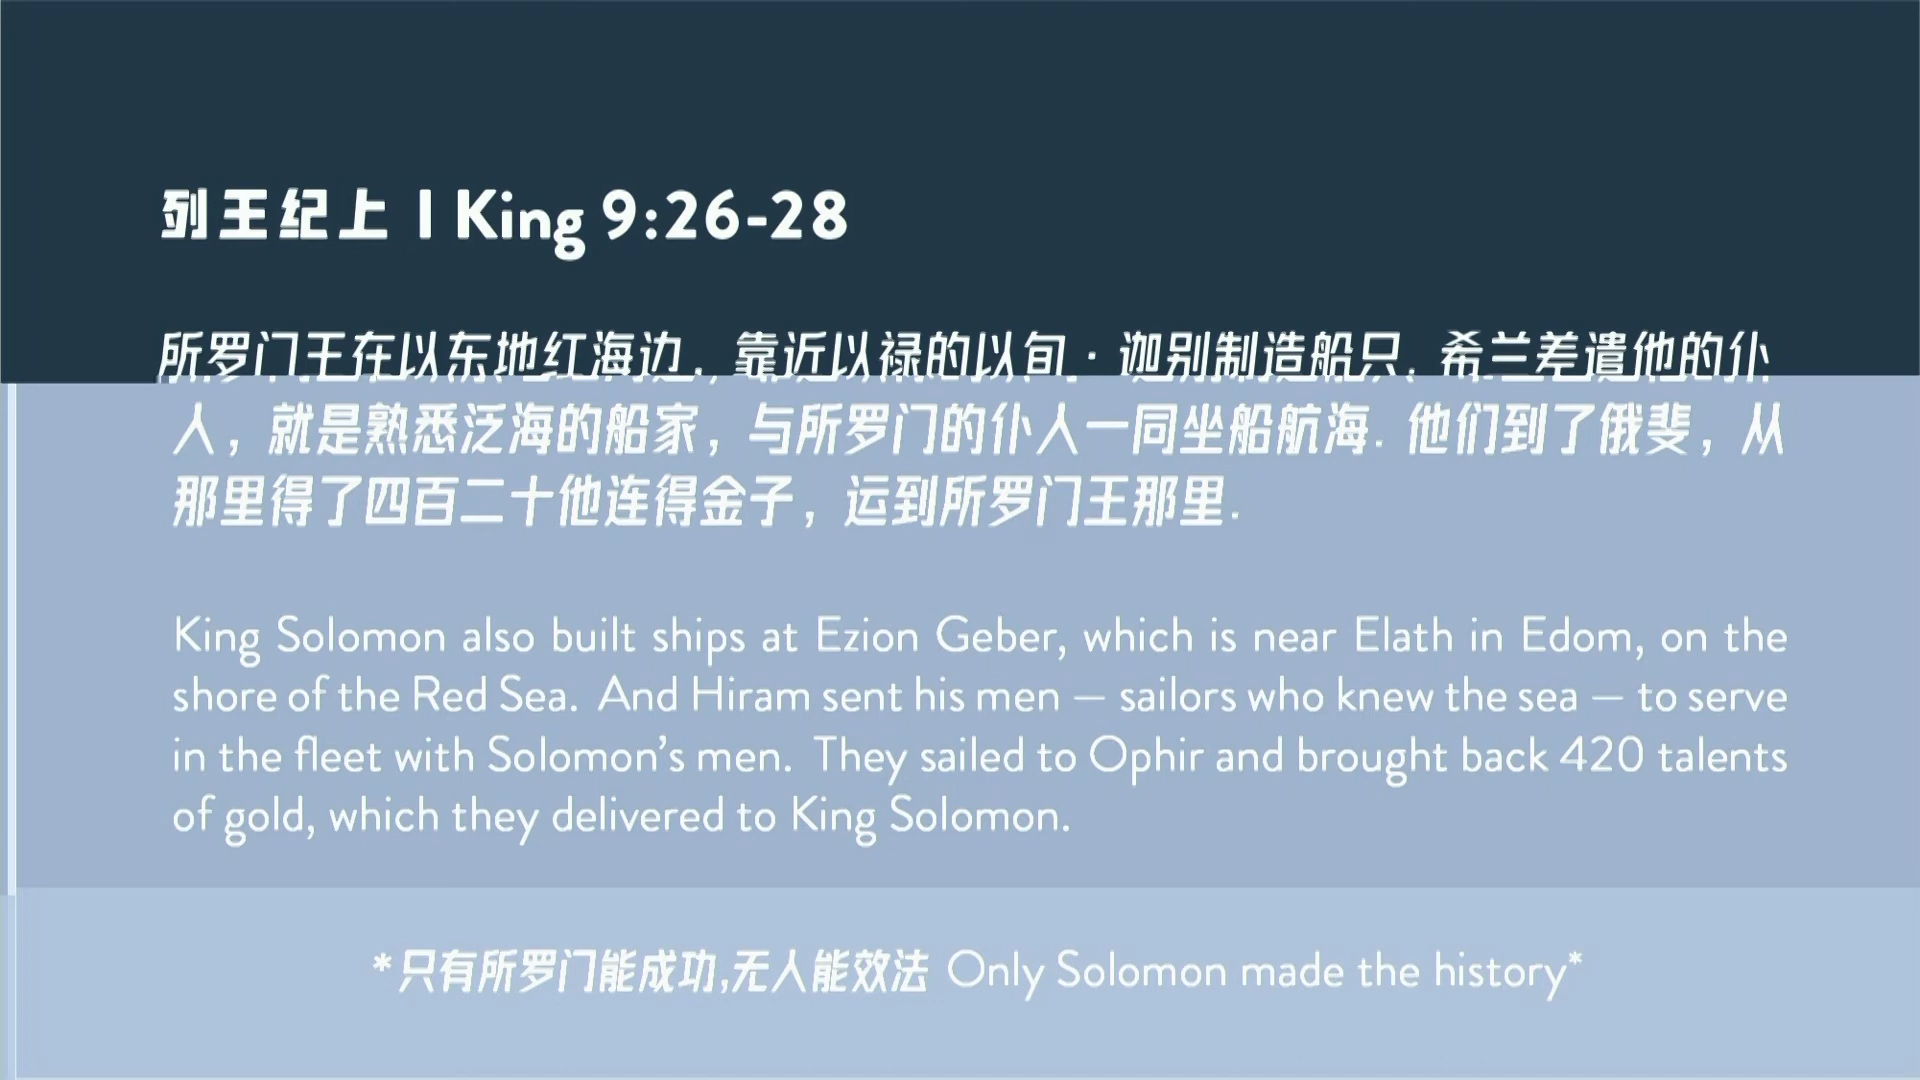 列王纪上 I King 9:26-28
所罗门王在以东地红海边，靠近以禄的以旬·迦别制造船只. 希兰差遣他的仆
人，就是熟悉泛海的船家，与所罗门的仆人一同坐船航海. 他们到了俄斐，从
那里得了四百二十他连得金子，运到所罗门王那里.
King Solomon also built ships at Ezion Geber, which is near Elath in Edom, on the
shore of the Red Sea. And Hiram sent his men — sailors who knew the sea — to serve
in the fleet with Solomon’s men. They sailed to Ophir and brought back 420 talents
of gold, which they delivered to King Solomon.
*只有所罗门能成功,无人能效法 Only Solomon made the history*